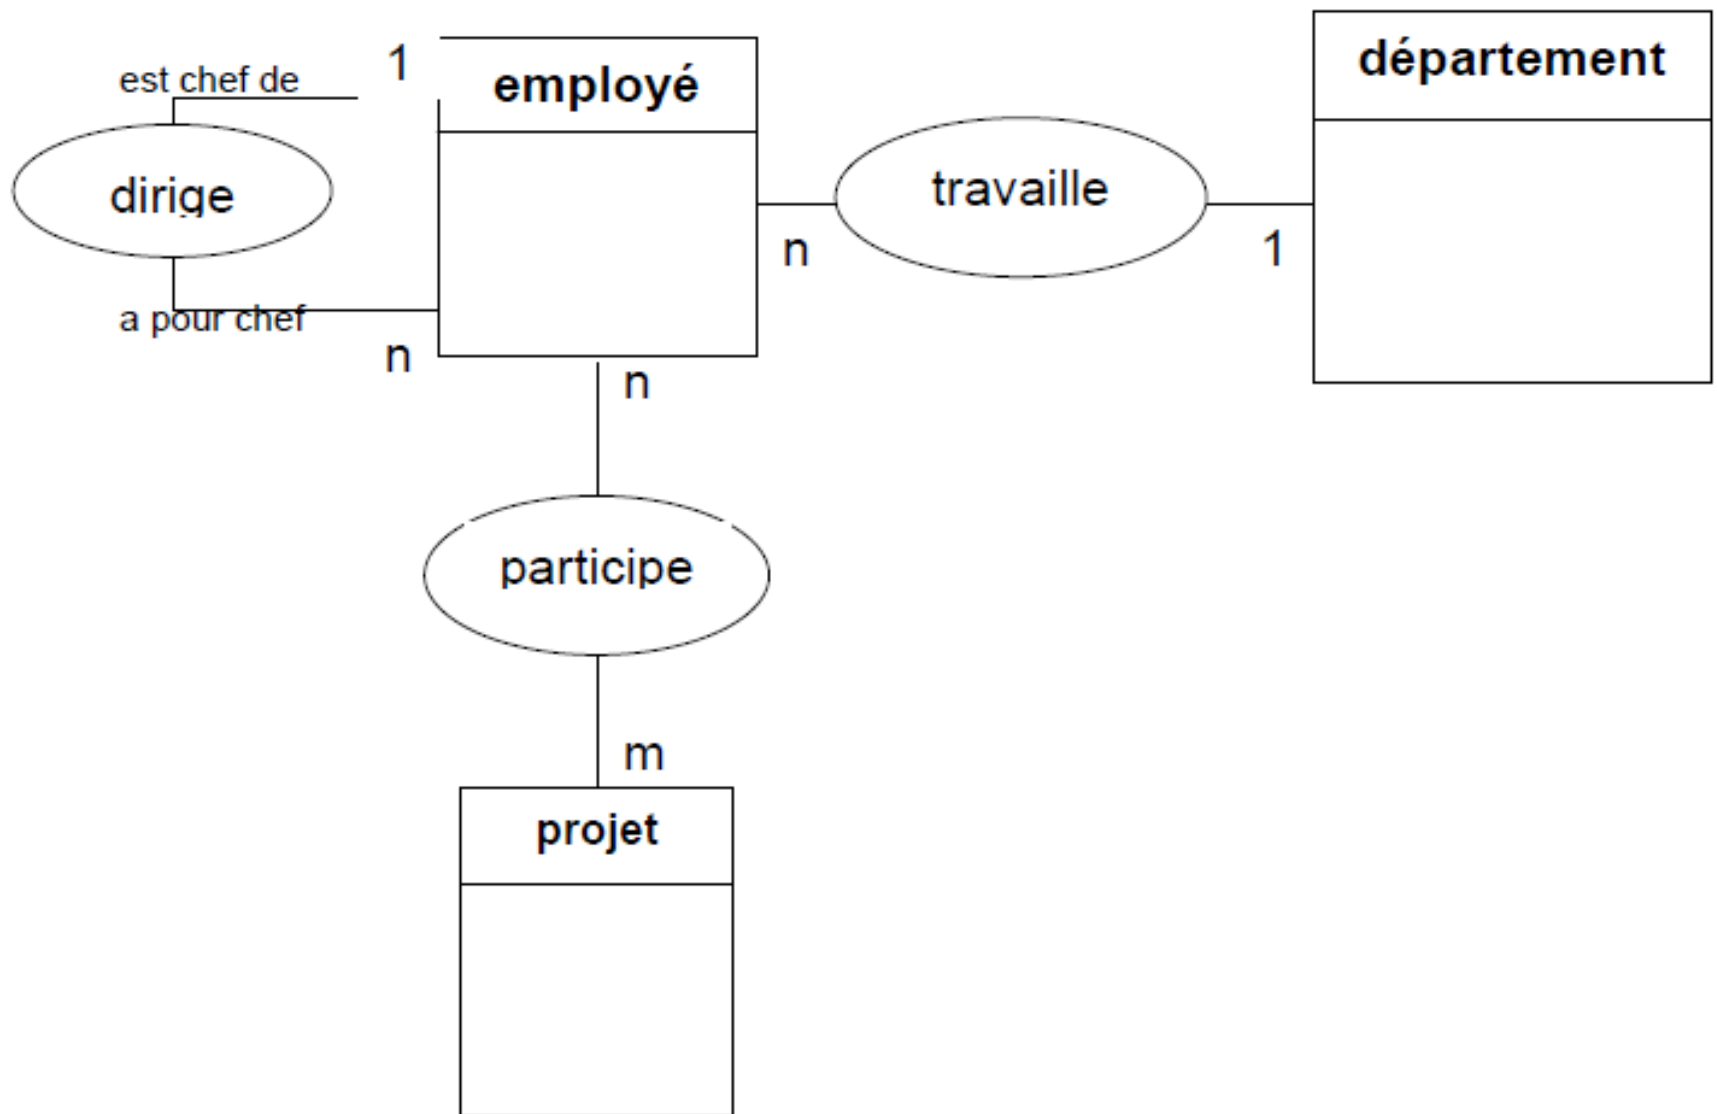 département
1
employé
est chef de
travaille
dirige
n
1
a pour chef
n
n
participe
m
projet